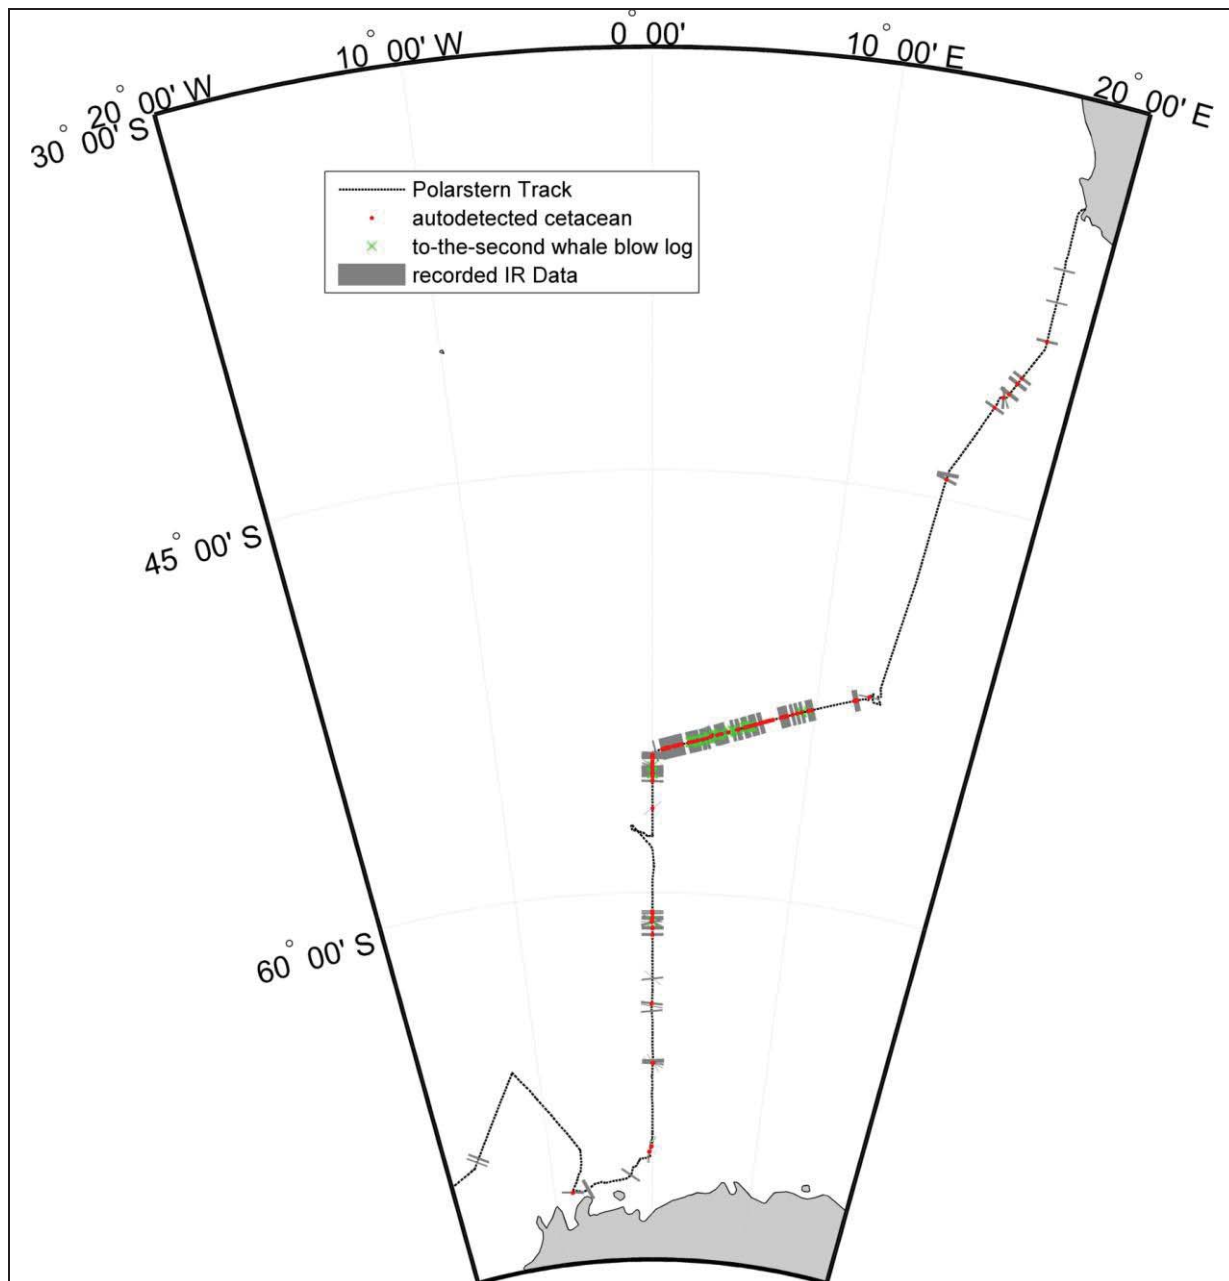 20° 00' W
10° 00' W
0° 00'
10° 00' E
20° 00' E
30° 00' S
Polarstern Track
autodetected cetacean
to-the-second whale blow log
recorded IR Data
45° 00' S
60° 00' S